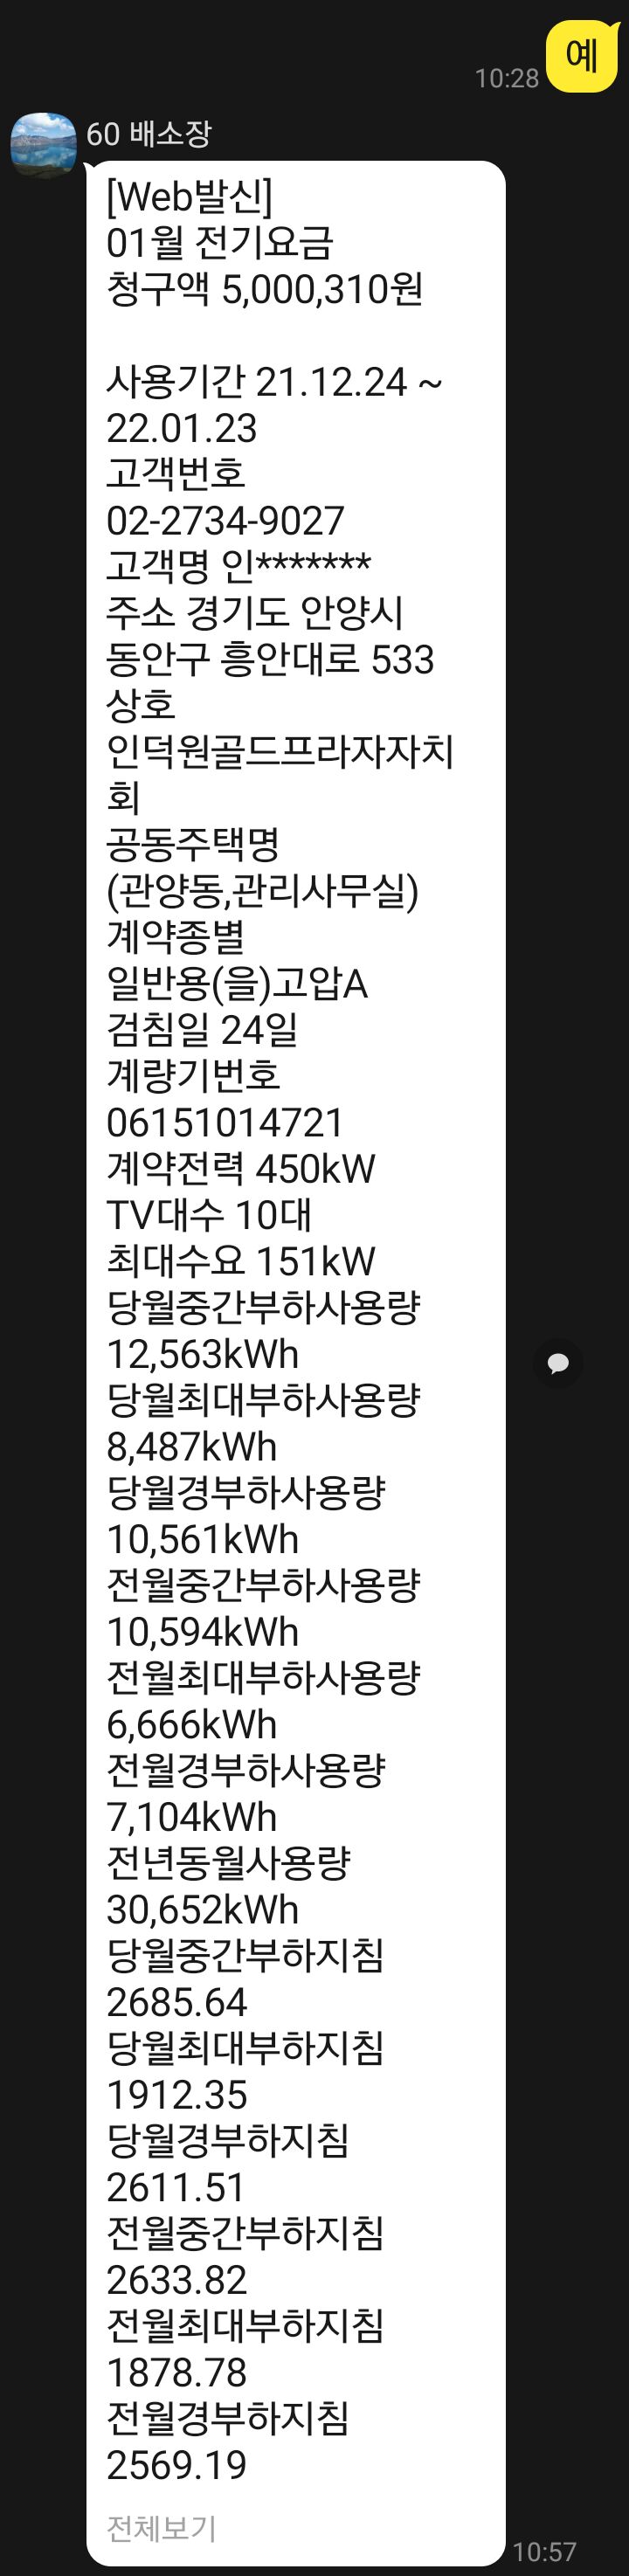 예
10:28
60 배소장
[Web발신]
01월 전기요금
청구액 5,000,310원
사용기간 21.12.24 ~
22.01.23
고객번호
02-2734-9027
고객명 인*******
주소 경기도 안양시
동안구 흥안대로 533
상호
인덕원골드프라자자치
회
공동주택명
(관양동,관리사무실)
계약종별
일반용(을)고압A
검침일 24일
계량기번호
06151014721
계약전력 450kW
TV대수 10대
최대수요 151kW
당월중간부하사용량
12,563kWh
당월최대부하사용량
8,487kWh
당월경부하사용량
10,561kWh
전월중간부하사용량
10,594kWh
전월최대부하사용량
6,666kWh
전월경부하사용량
7,104kWh
전년동월사용량
30,652kWh
당월중간부하지침
2685.64
당월최대부하지침
1912.35
당월경부하지침
2611.51
전월중간부하지침
2633.82
전월최대부하지침
1878.78
전월경부하지침
2569.19
전체보기
10:57